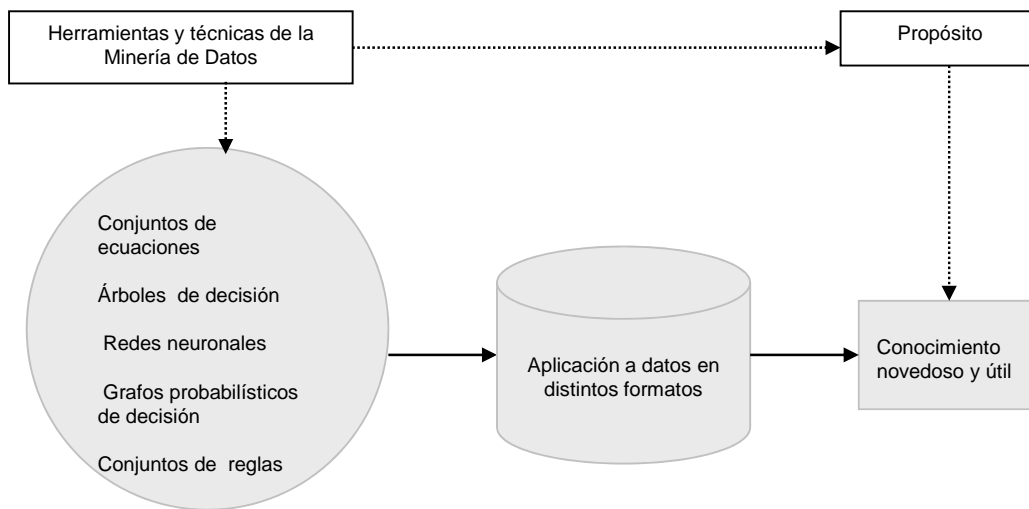 Herramientas y técnicas de la
Minería de Datos
Propósito
Conjuntos de
ecuaciones
Árboles de decisión
Redes neuronales
Grafos probabilísticos
de decisión
Conjuntos de reglas
Aplicación a datos en
distintos formatos
Conocimiento
novedoso y útil